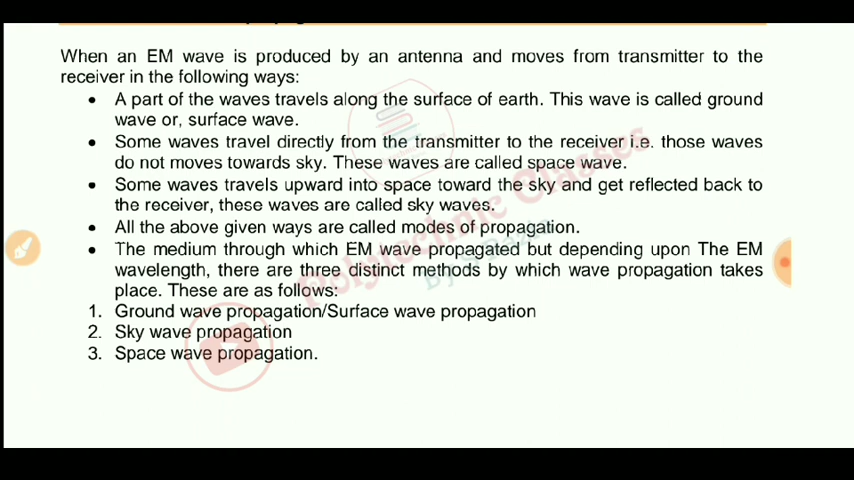 When an EM wave is produced by an antenna and moves from transmitter to the
receiver in the following ways:
• A part of the waves travels along the surface of earth. This wave is called ground
wave or, surface wave.
• Some waves travel directly from the transmitter to the receiver i.e. those waves
do not moves towards sky. These waves are called space wave.
• Some waves travels upward into space toward the sky and get reflected back to
the receiver, these waves are called sky waves.
• All the above given ways are called modes of propagation.
• The medium through which EM wave propagated but depending upon The EM
wavelength, there are three distinct methods by which wave propagation takes
place. These are as follows:
1. Ground wave propagation/Surface wave propagation
2. Sky wave propagation
3. Space wave propagation.
Polytechnic Classes